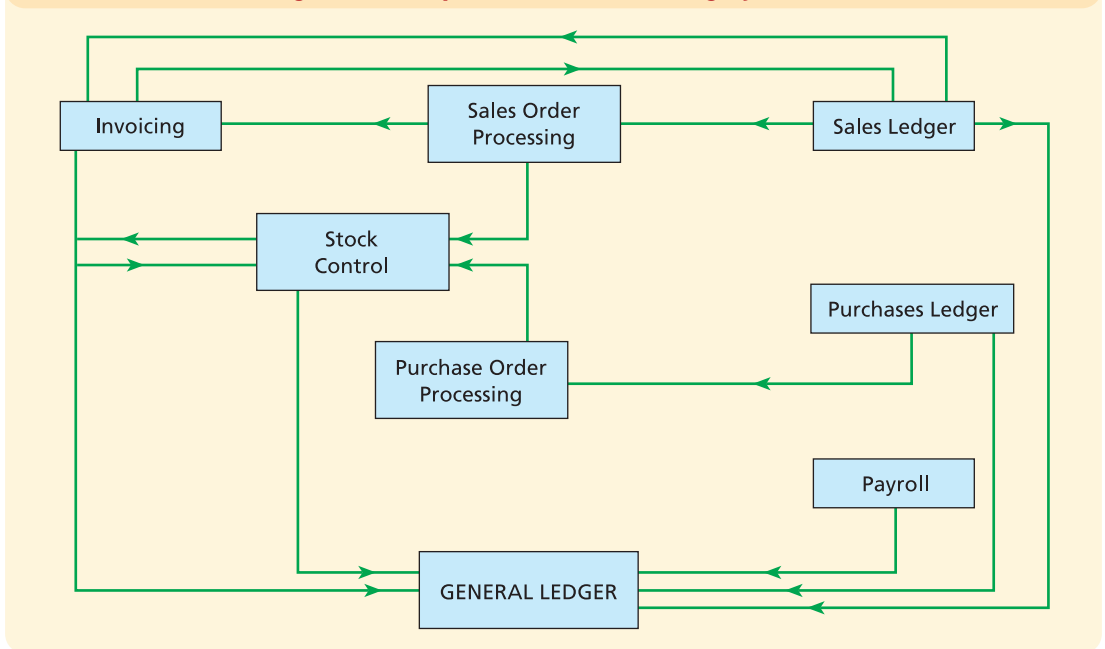 Sales Order
Processing
Invoicing
Sales Ledger
Stock
Control
Purchases Ledger
Purchase Order
Processing
Payroll
GENERAL LEDGER